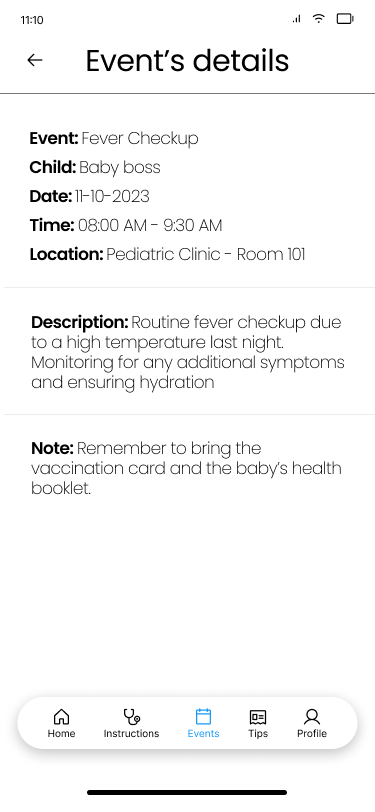 11:10
Event's details
Event: Fever Checkup
Child: Baby boss
Date: 11-10-2023
Time: 08:00 AM - 9:30 AM
Location: Pediatric Clinic - Room 101
Description: Routine fever checkup due
to a high temperature last night.
Monitoring for any additional symptoms
and ensuring hydration
Note: Remember to bring the
vaccination card and the baby's health
booklet.
Home Instructions Events Tips Profile